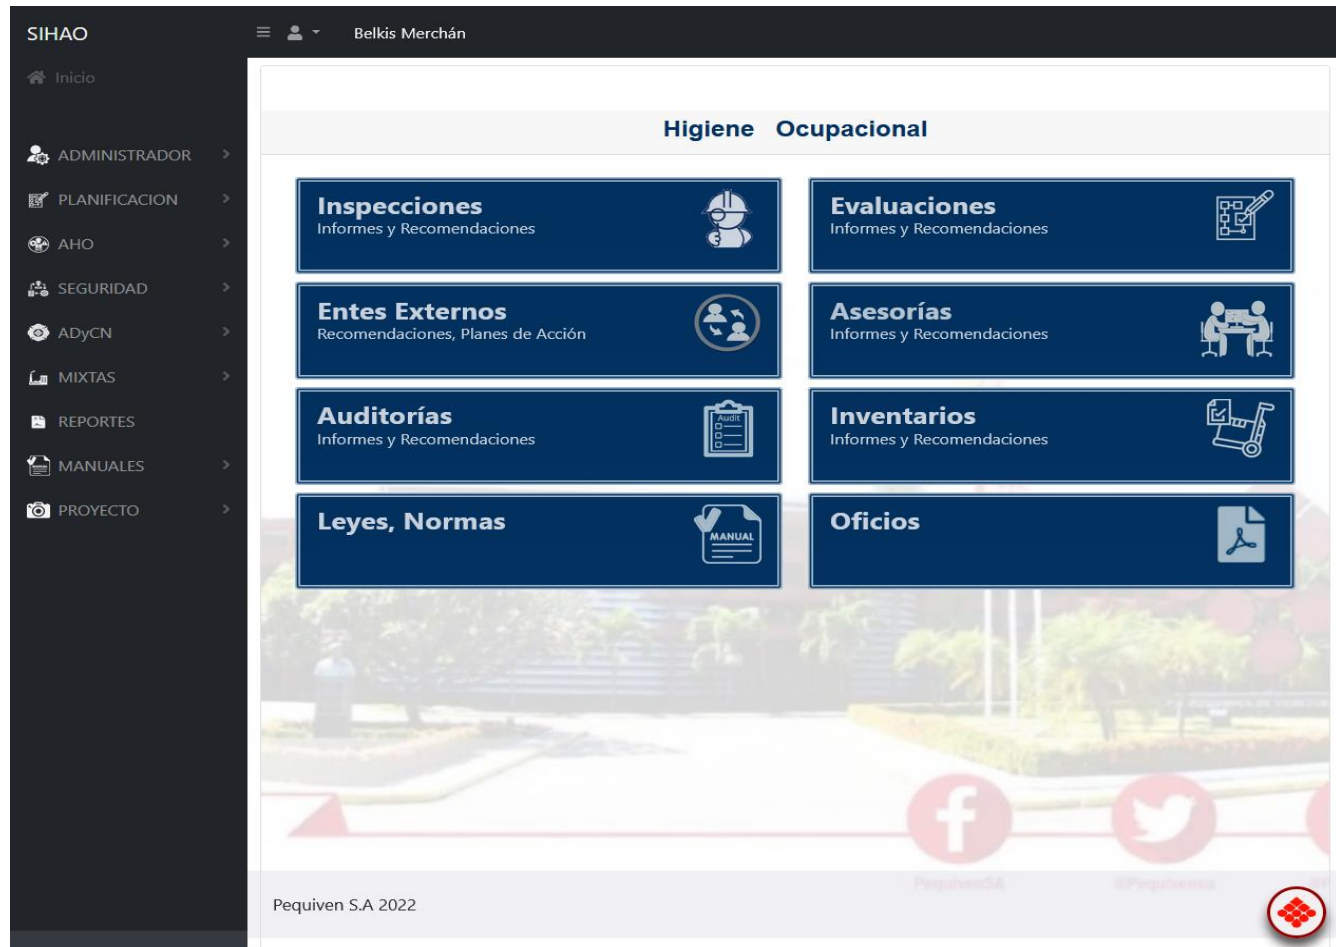 SIHAO
Belkis Merchán
Inicio
ADMINISTRADOR
PLANIFICACION
AHO
SEGURIDAD
ADyCN
MIXTAS
REPORTES
MANUALES
PROYECTO
Higiene Ocupacional
Inspecciones
Informes y Recomendaciones
Evaluaciones
Informes y Recomendaciones
Entes Externos
Recomendaciones, Planes de Acción
Asesorías
Informes y Recomendaciones
Auditorías
Informes y Recomendaciones
Audit
Inventarios
Informes y Recomendaciones
Leyes, Normas
MANUAL
Oficios
PequivenSA
@Pequivensa
Pequiven S.A 2022